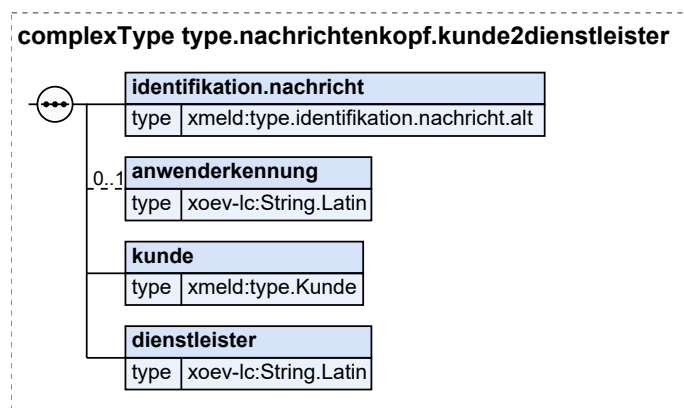 complexType type.nachrichtenkopf.kunde2dienstleister
identifikation.nachricht
type xmeld:type.identifikation.nachricht.alt
0..1
anwenderkennung
type xoev-lc:String.Latin
kunde
type xmeld:type.Kunde
dienstleister
type xoev-lc:String.Latin